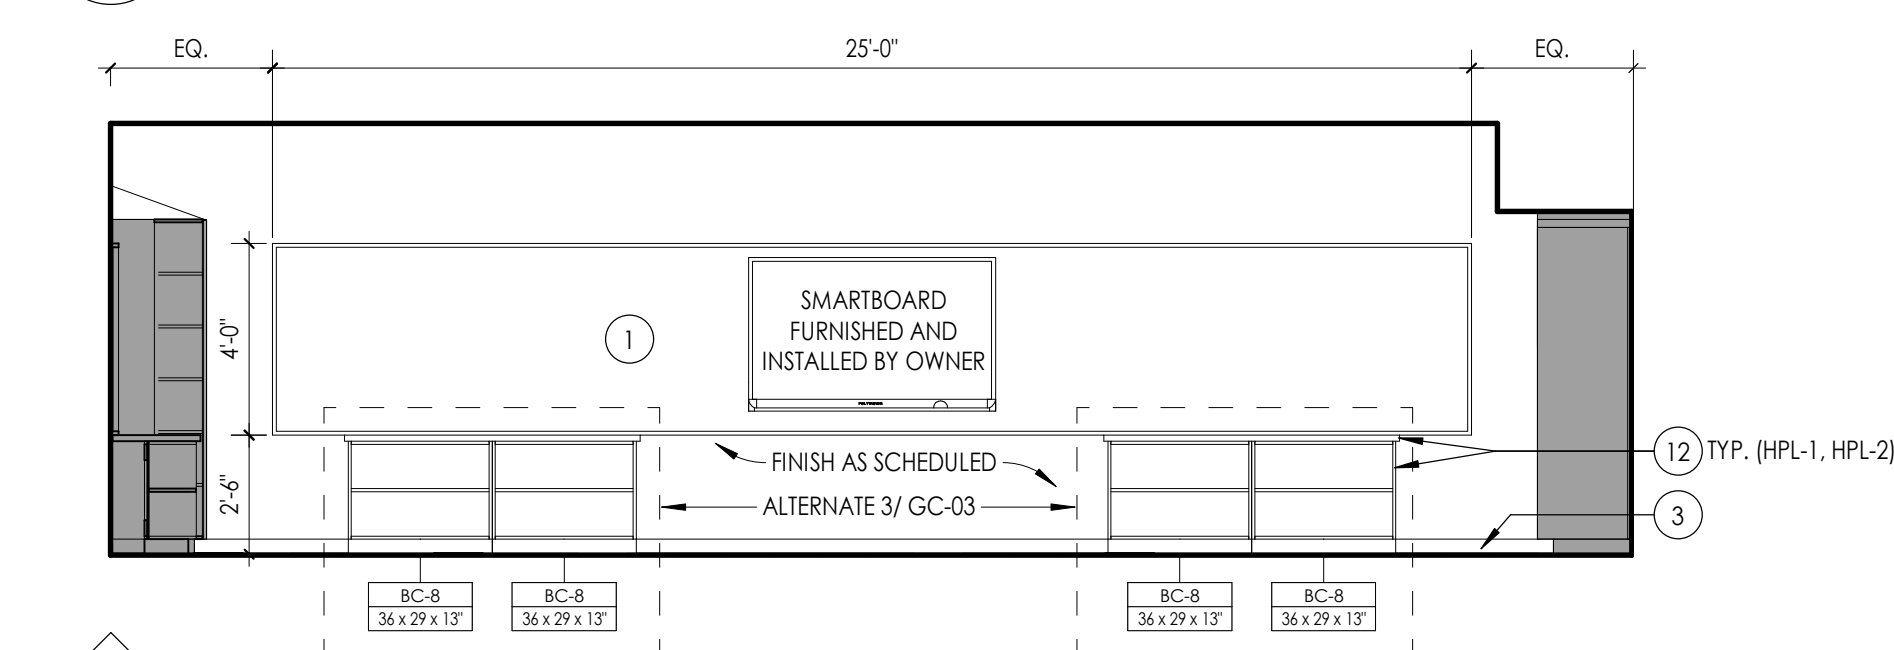 EQ.
25'-0"
EQ.
SMARTBOARD
FURNISHED AND
INSTALLED BY OWNER
1
4'-0"
2'-6"
FINISH AS SCHEDULED
ALTERNATE 3/ GC-03
12 TYP. (HPL-1, HPL-2)
3
BC-8
36 x 29 x 13"
BC-8
36 x 29 x 13"
BC-8
36 x 29 x 13"
BC-8
36 x 29 x 13"